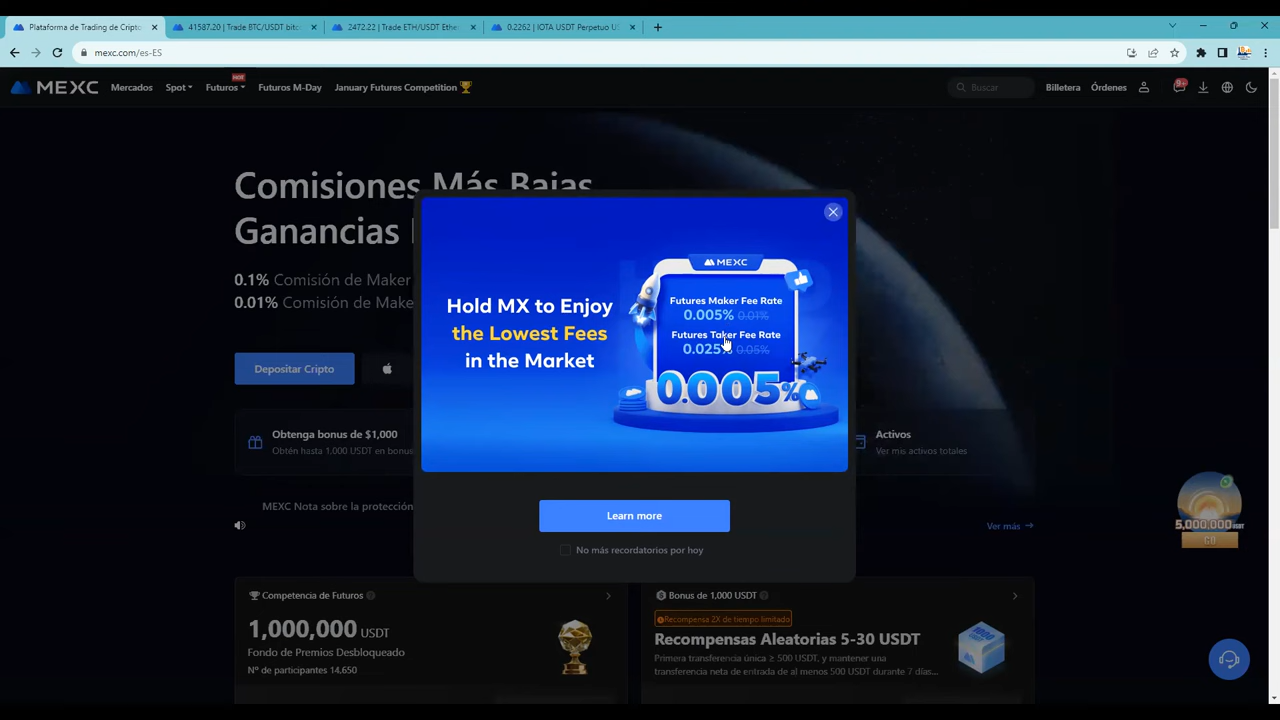 Plataforma de Trading de Cripto
41587.20 | Trade BTC/USDT bitc
2472.22 | Trade ETH/USDT Ethe
0.2262 | IOTA USDT Perpetuo U
mexc.com/es-ES
MEXC
Mercados
Spot
Futuros
HOT
Futuros M-Day
January Futures Competition
Buscar
Billetera
Órdenes
9+
Comisiones Más Bajas
Ganancias
0.1% Comisión de Maker
0.01% Comisión de Make
Depositar Cripto
MEXC
Hold MX to Enjoy
the Lowest Fees
in the Market
Futures Maker Fee Rate
0.005% 0.01%
Futures Taker Fee Rate
0.025% 0.05%
0.005%
Learn more
No más recordatorios por hoy
Obtenga bonus de $1,000
Obtén hasta 1,000 USDT en bonu
Activos
Ver mis activos totales
MEXC Nota sobre la protección
Ver más
5,000,000 USDT
GO
Competencia de Futuros
1,000,000 USDT
Fondo de Premios Desbloqueado
Nº de participantes 14.650
Bonus de 1,000 USDT
Recompensa 2X de tiempo limitado
Recompensas Aleatorias 5-30 USDT
Primera transferencia única ≥ 500 USDT, y mantener una
transferencia neta de entrada de al menos 500 USDT durante 7 días...